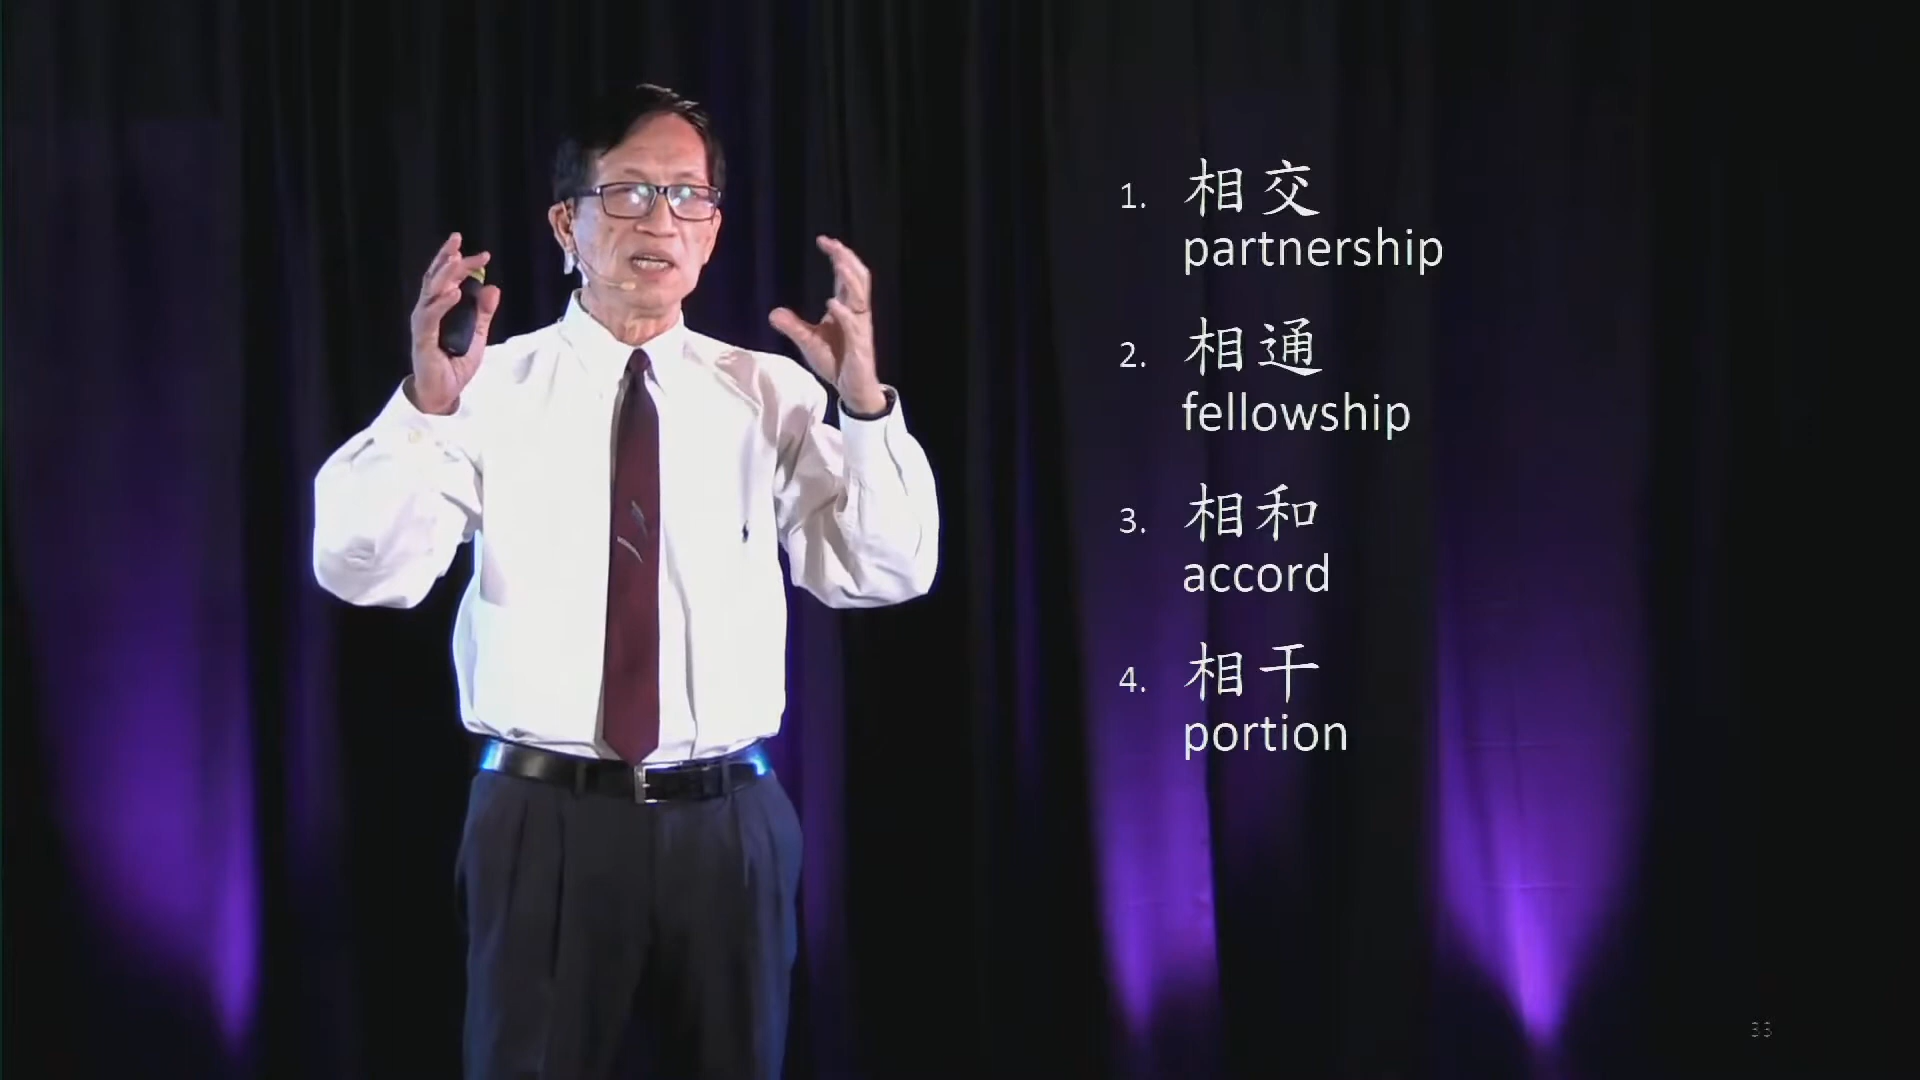 1. 相交
partnership
2. 相通
fellowship
3. 相和
accord
4. 相干
portion
33